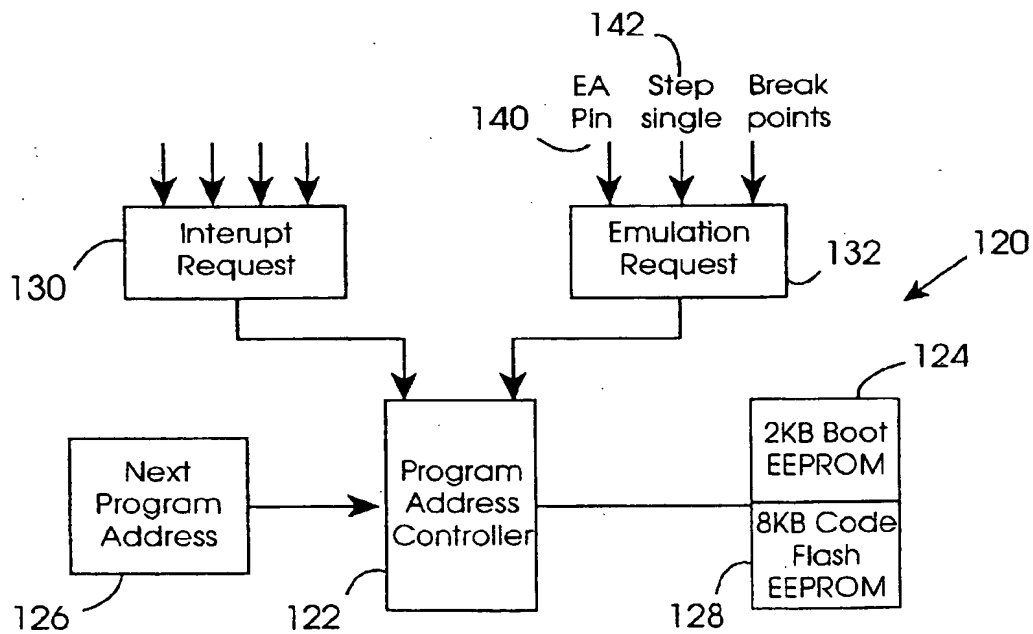 142
EA Step Break
Pin single points
140
Interupt
Request
130
Emulation
Request
132
120
124
2KB Boot
EEPROM
Next
Program
Address
Program
Address
Controller
8KB Code
Flash
EEPROM
126
122
128